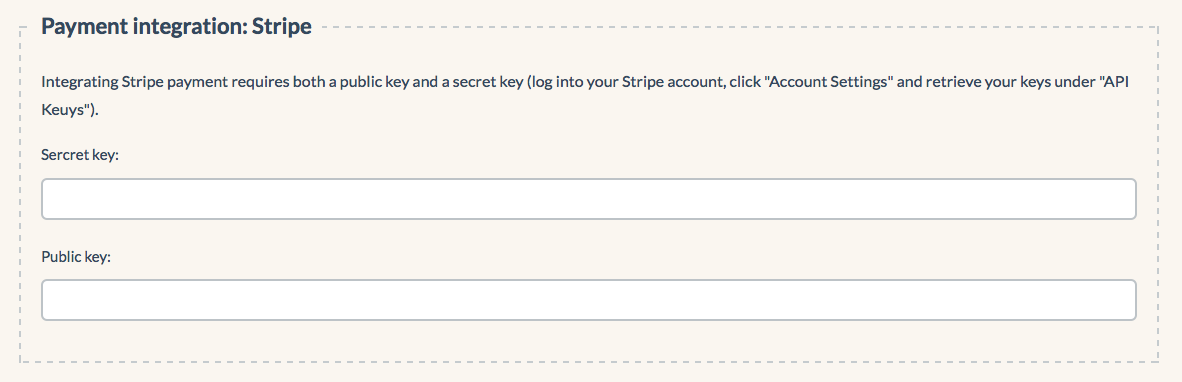 Payment integration: Stripe
Integrating Stripe payment requires both a public key and a secret key (log into your Stripe account, click "Account Settings" and retrieve your keys under "API
Keuys").
Sercret key:
Public key: